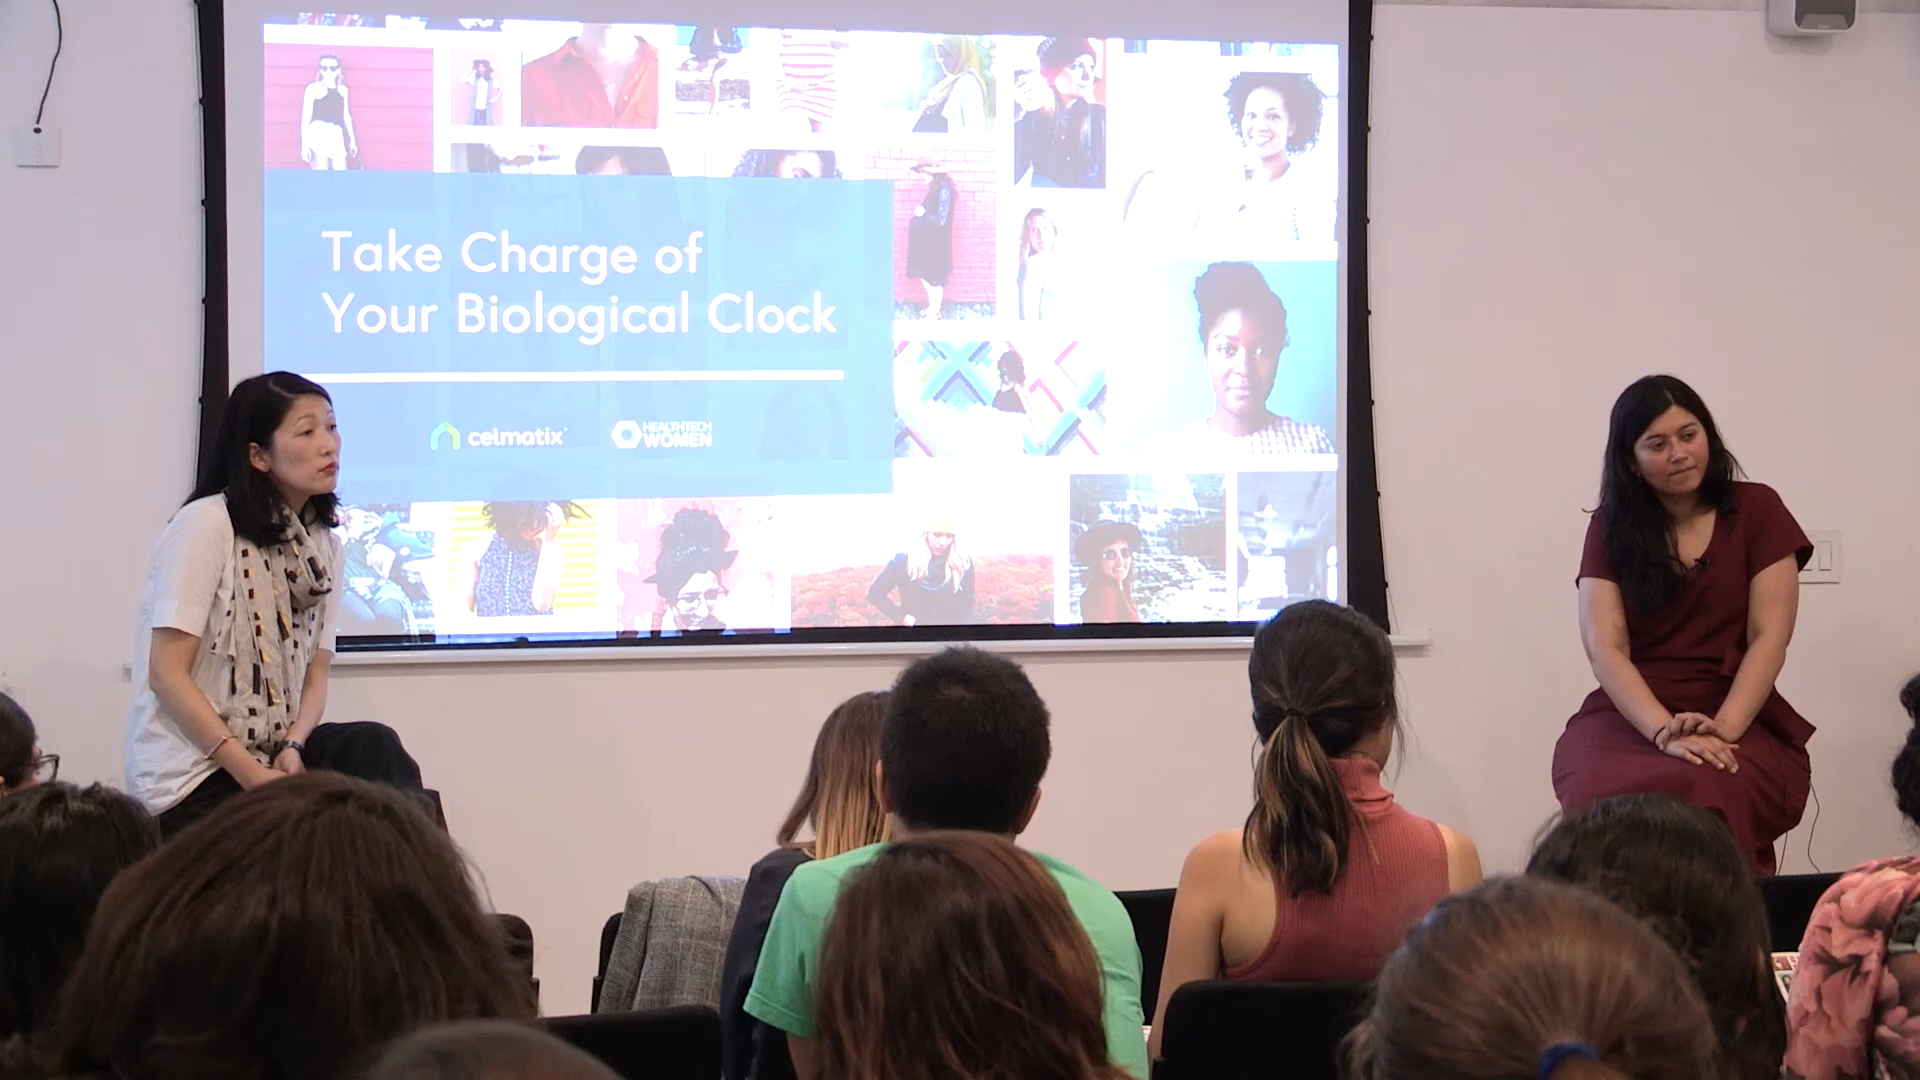 Take Charge of
Your Biological Clock
celmatix
HEALTHTECH
WOMEN